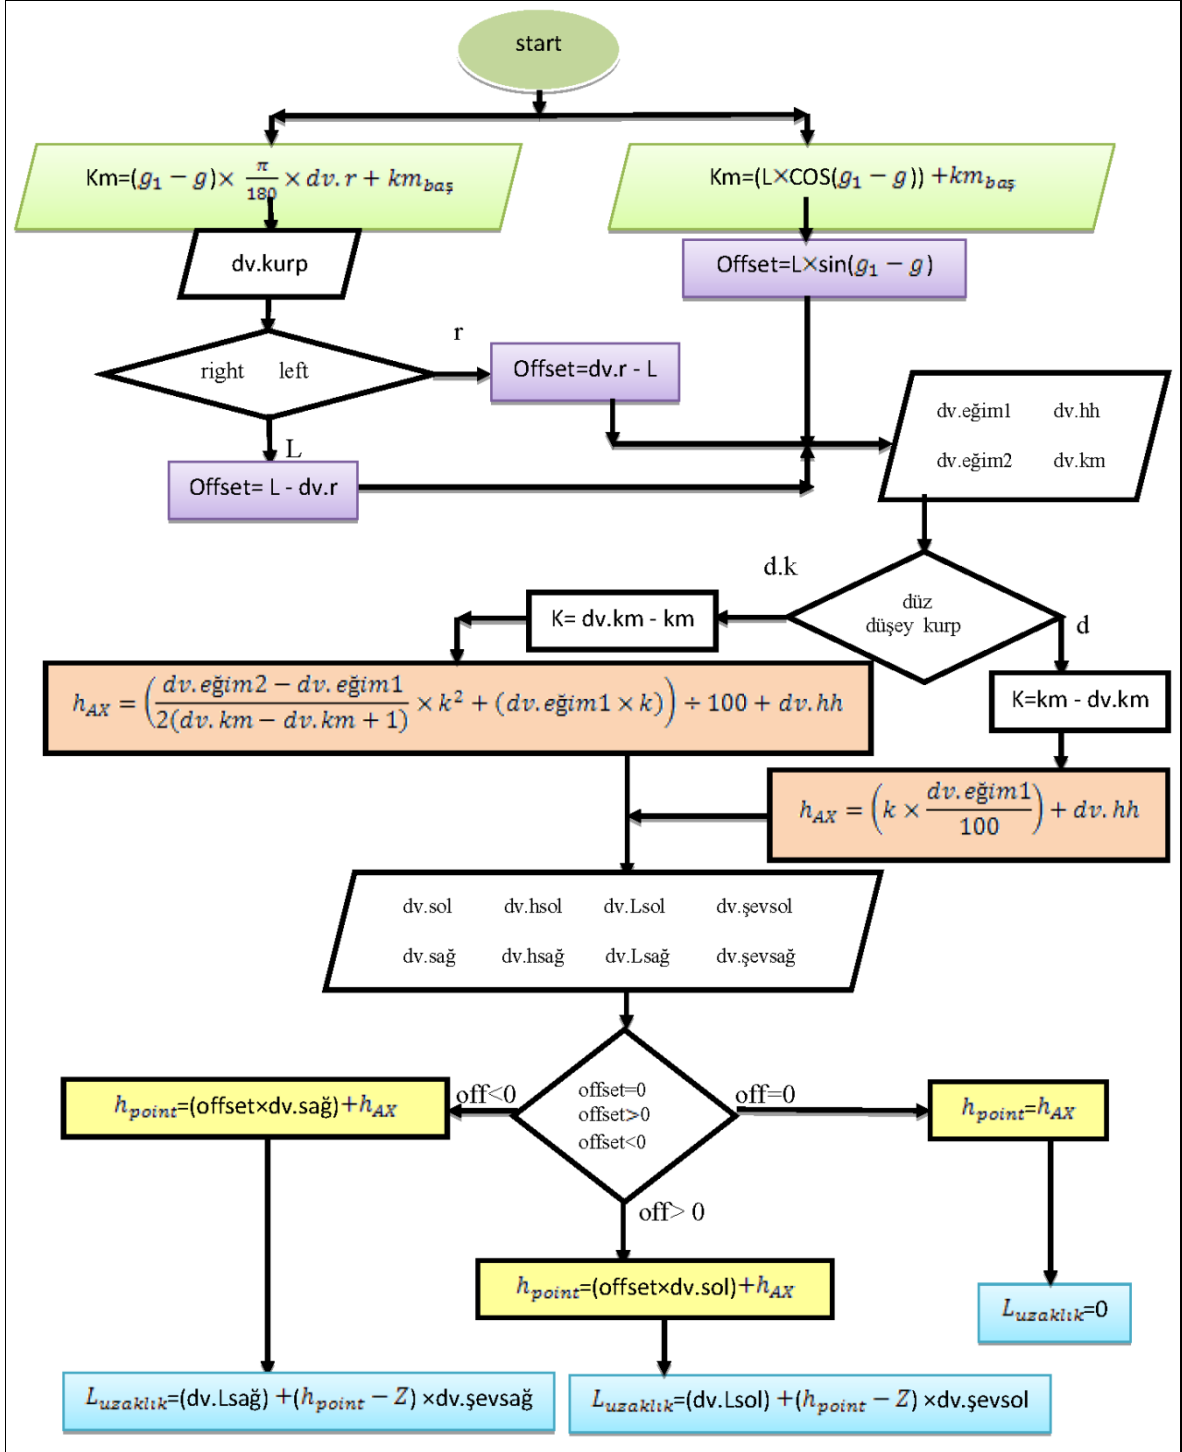 start
Km=(g₁ − g)× π/180 × dv.r + km_baş
Km=(L×COS(g₁ − g)) +km_baş
dv.kurp
Offset=L×sin(g₁ − g)
r
right left
Offset=dv.r - L
L
Offset= L - dv.r
dv.eğim1 dv.hh
dv.eğim2 dv.km
d.k
düz
düşey kurp
d
K= dv.km - km
K=km - dv.km
h_AX = ((dv.eğim2 − dv.eğim1)/(2(dv.km − dv.km + 1)) × k² + (dv.eğim1 × k)) ÷ 100 + dv.hh
h_AX = (k × dv.eğim1/100) + dv.hh
dv.sol dv.hsol dv.Lsol dv.şevsol
dv.sağ dv.hsağ dv.Lsağ dv.şevsağ
offset=0
offset>0
offset<0
off<0
off=0
off> 0
h_point=(offset×dv.sağ)+h_AX
h_point=h_AX
h_point=(offset×dv.sol)+h_AX
L_uzaklık=0
L_uzaklık=(dv.Lsağ) +(h_point − Z) ×dv.şevsağ
L_uzaklık=(dv.Lsol) +(h_point − Z) ×dv.şevsol